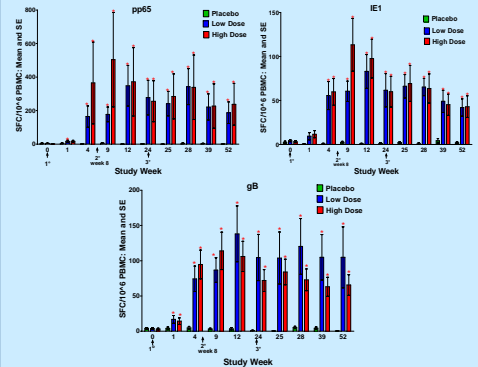 pp65
SFC/10^6 PBMC: Mean and SE
800
600
400
200
0
Placebo
Low Dose
High Dose
0 1 4 9 12 24 25 28 39 52
1° 2° 3°
week 8
Study Week
IE1
SFC/10^6 PBMC: Mean and SE
150
100
50
0
Placebo
Low Dose
High Dose
0 1 4 9 12 24 25 28 39 52
1° 2° 3°
week 8
Study Week
gB
SFC/10^6 PBMC: Mean and SE
200
150
100
50
0
Placebo
Low Dose
High Dose
0 1 4 9 12 24 25 28 39 52
1° 2° 3°
week 8
Study Week